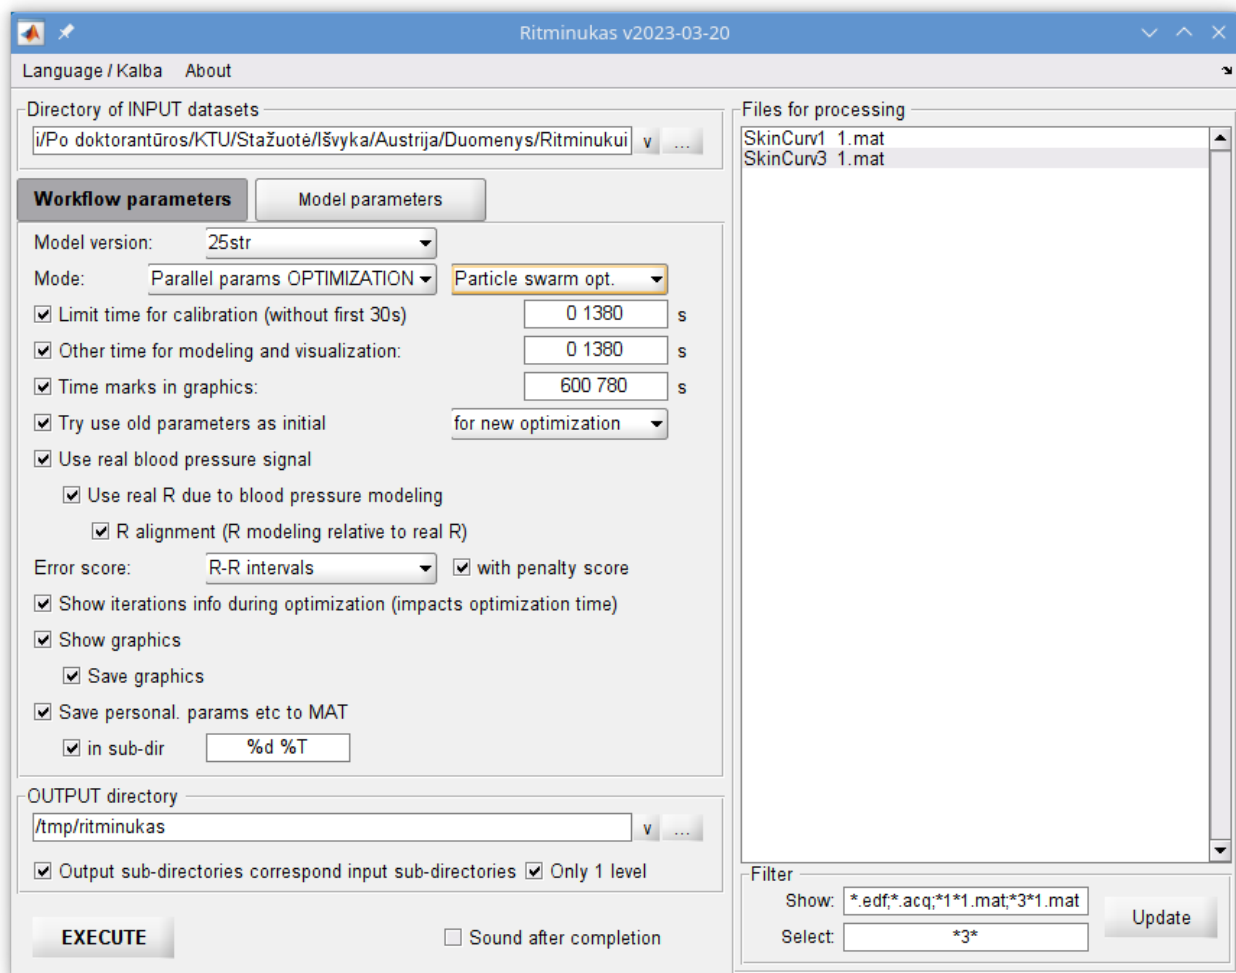 Ritminukas v2023-03-20
Language / Kalba About
Directory of INPUT datasets
i/Po doktorantūros/KTU/Stažuotė/Išvyka/Austrija/Duomenys/Ritminukui v ...
Workflow parameters Model parameters
Model version: 25str
Mode: Parallel params OPTIMIZATION Particle swarm opt.
Limit time for calibration (without first 30s) 0 1380 s
Other time for modeling and visualization: 0 1380 s
Time marks in graphics: 600 780 s
Try use old parameters as initial for new optimization
Use real blood pressure signal
Use real R due to blood pressure modeling
R alignment (R modeling relative to real R)
Error score: R-R intervals with penalty score
Show iterations info during optimization (impacts optimization time)
Show graphics
Save graphics
Save personal. params etc to MAT
in sub-dir %d %T
OUTPUT directory
/tmp/ritminukas v ...
Output sub-directories correspond input sub-directories Only 1 level
EXECUTE Sound after completion
Files for processing
SkinCurv1 1.mat
SkinCurv3 1.mat
Filter
Show: *.edf;*.acq;*1*1.mat;*3*1.mat
Select: *3*
Update